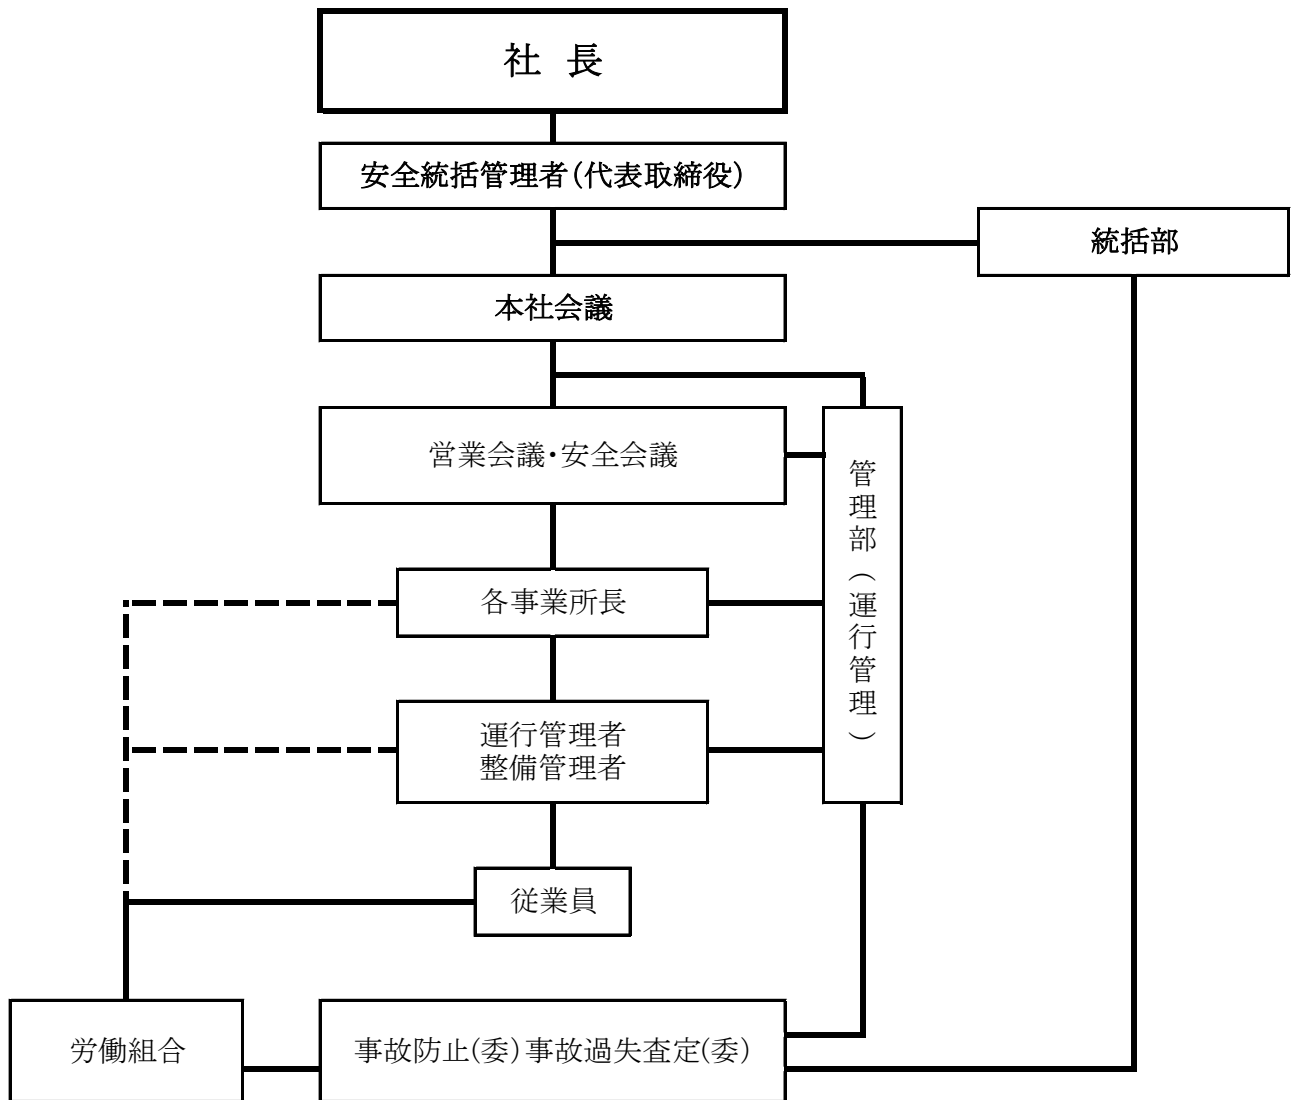 社 長
安全統括管理者(代表取締役)
統括部
本社会議
営業会議・安全会議
管理部(運行管理)
各事業所長
運行管理者
整備管理者
従業員
労働組合
事故防止(委)事故過失査定(委)